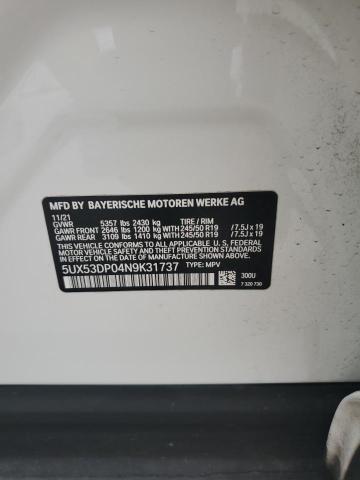 MFD BY BAYERISCHE MOTOREN WERKE AG
11/21
GVWR 5357 lbs 2430 kg TIRE / RIM
GAWR FRONT 2646 lbs 1200 KG WITH 245/50 R19 /7.5J x 19
GAWR REAR 3109 lbs 1410 KG WITH 245/50 R19 /7.5J x 19
THIS VEHICLE CONFORMS TO ALL APPLICABLE U.S. FEDERAL
MOTOR VEHICLE SAFETY STANDARDS IN EFFECT ON
THE DATE OF MANUFACTURE SHOWN ABOVE.
5UX53DP04N9K31737 TYPE: MPV
300U
7 320 730